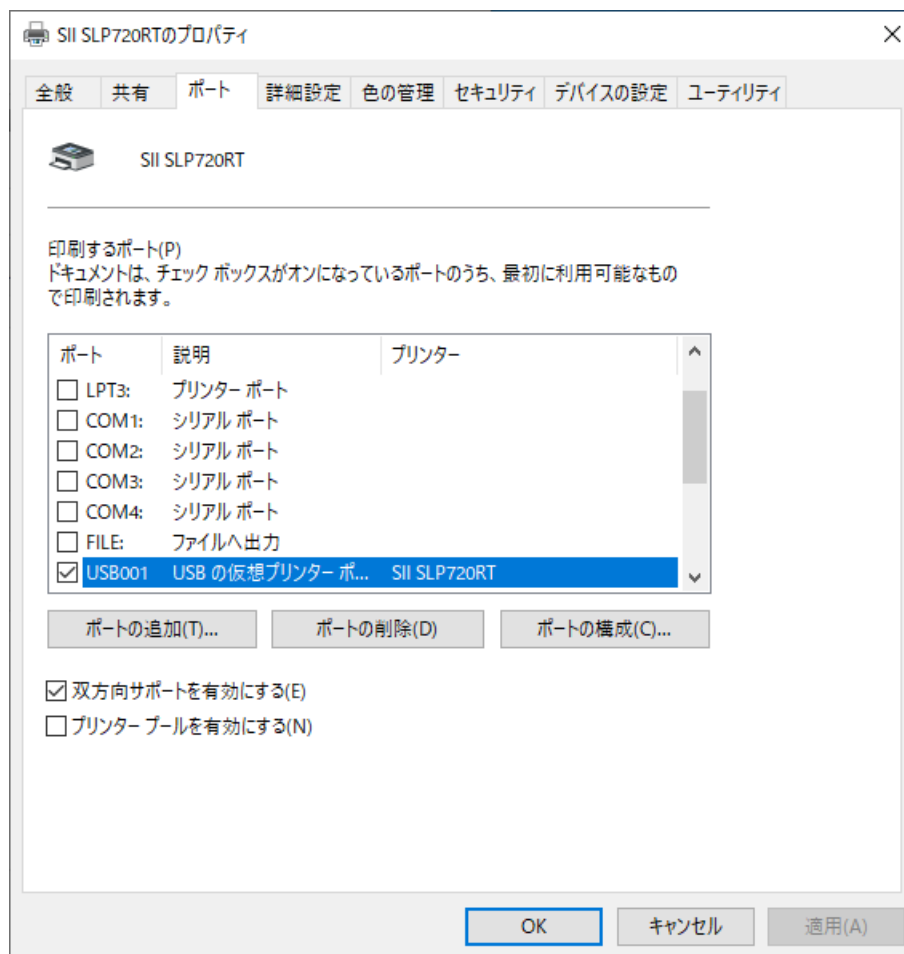 SII SLP720RTのプロパティ
全般 共有 ポート 詳細設定 色の管理 セキュリティ デバイスの設定 ユーティリティ
SII SLP720RT
印刷するポート(P)
ドキュメントは、チェック ボックスがオンになっているポートのうち、最初に利用可能なもの
で印刷されます。
ポート 説明 プリンター
LPT3: プリンター ポート
COM1: シリアル ポート
COM2: シリアル ポート
COM3: シリアル ポート
COM4: シリアル ポート
FILE: ファイルへ出力
USB001 USB の仮想プリンター ポ... SII SLP720RT
ポートの追加(T)... ポートの削除(D) ポートの構成(C)...
双方向サポートを有効にする(E)
プリンター プールを有効にする(N)
OK キャンセル 適用(A)